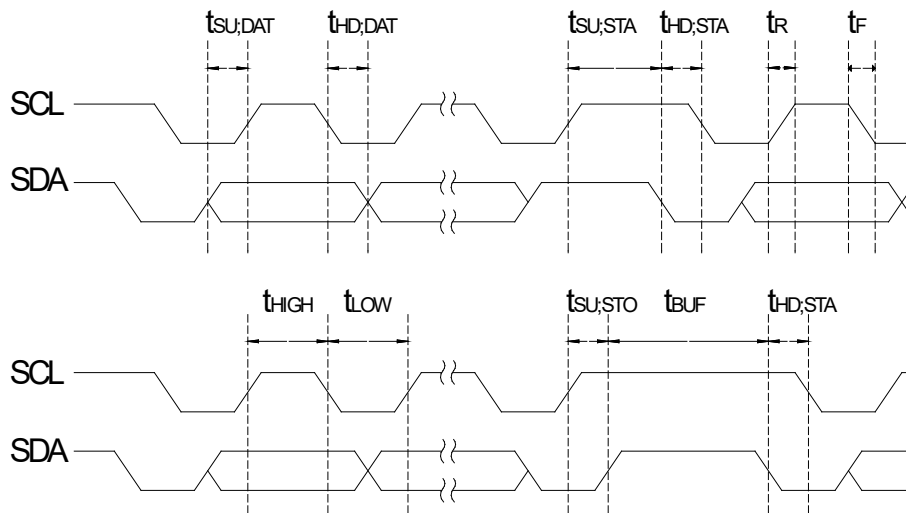 tSU;DAT tHD;DAT tSU;STA tHD;STA tR tF
SCL
SDA
tHIGH tLOW tSU;STO tBUF tHD;STA
SCL
SDA